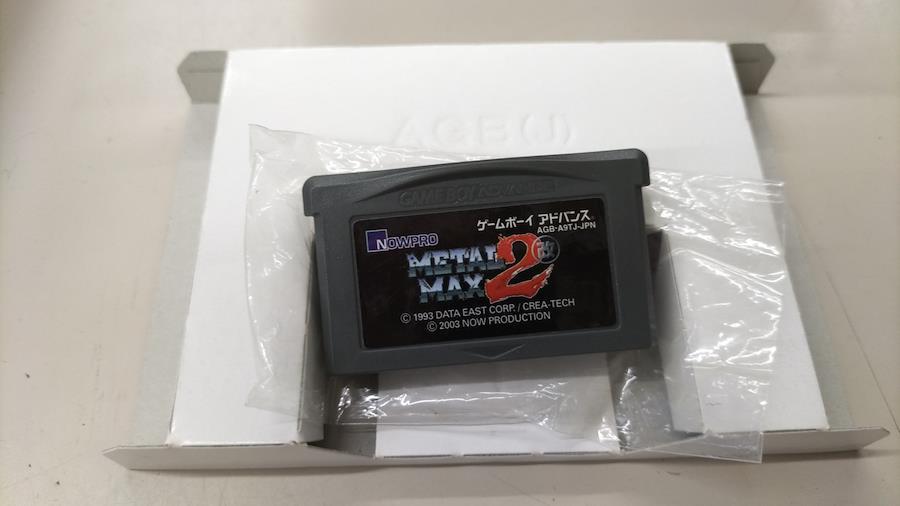 AGB(J)
GAME BOY ADVANCE
ゲームボーイ アドバンス
AGB-A9TJ-JPN
NOWPRO
METAL
MAX 2 改
© 1993 DATA EAST CORP. / CREA-TECH
© 2003 NOW PRODUCTION